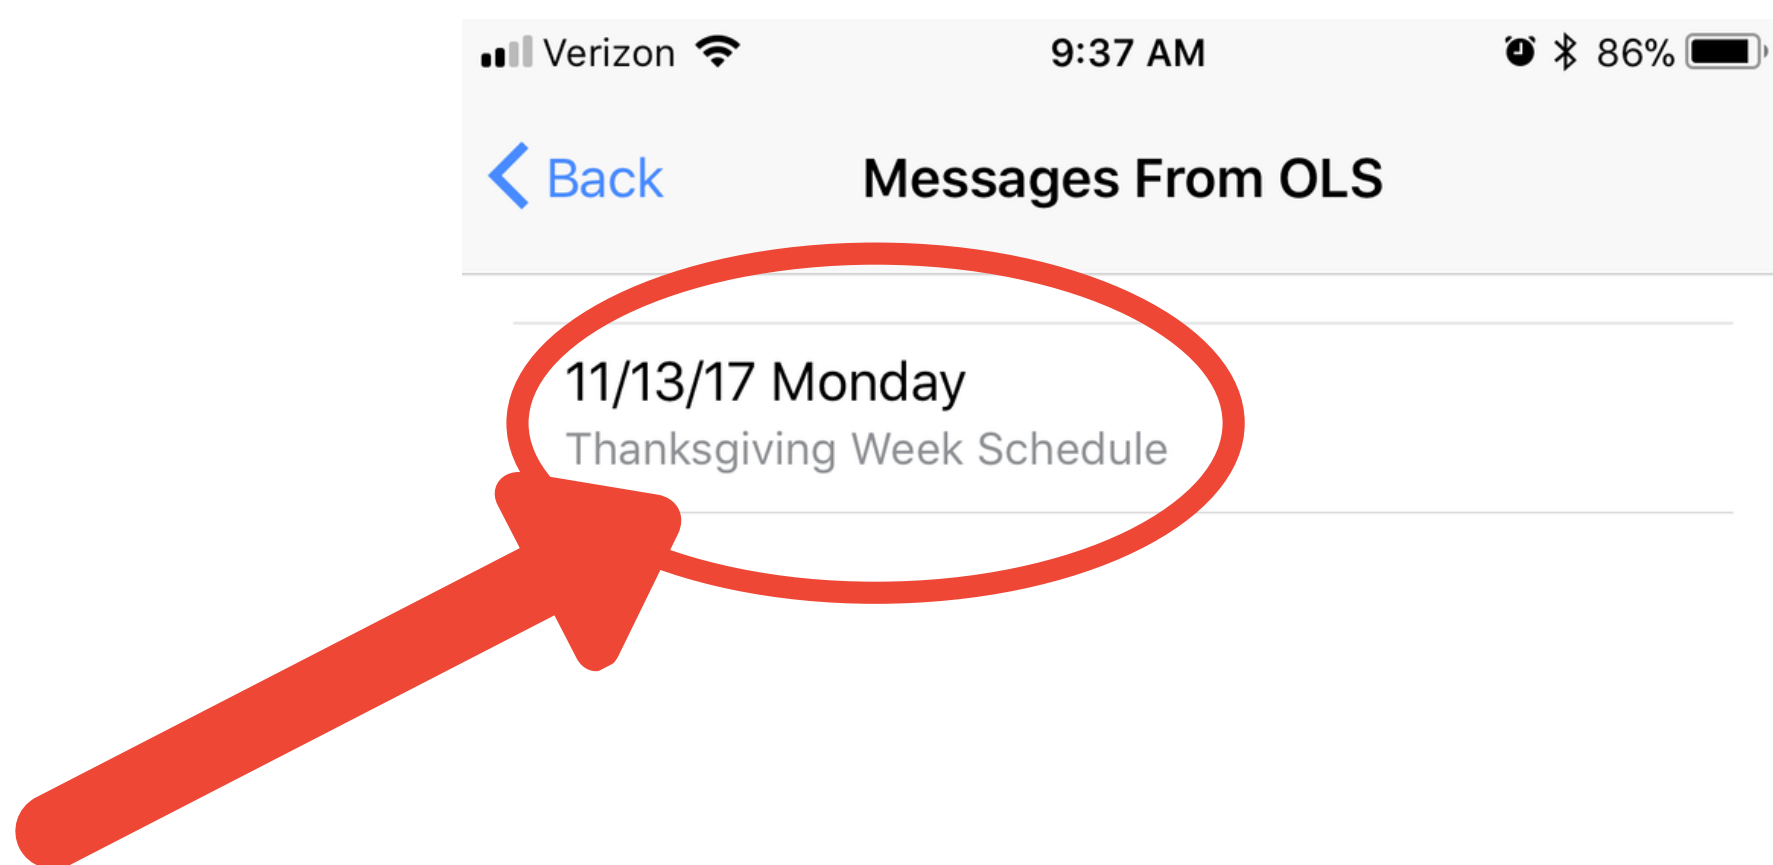 Verizon 9:37 AM 86%
Back Messages From OLS
11/13/17 Monday
Thanksgiving Week Schedule